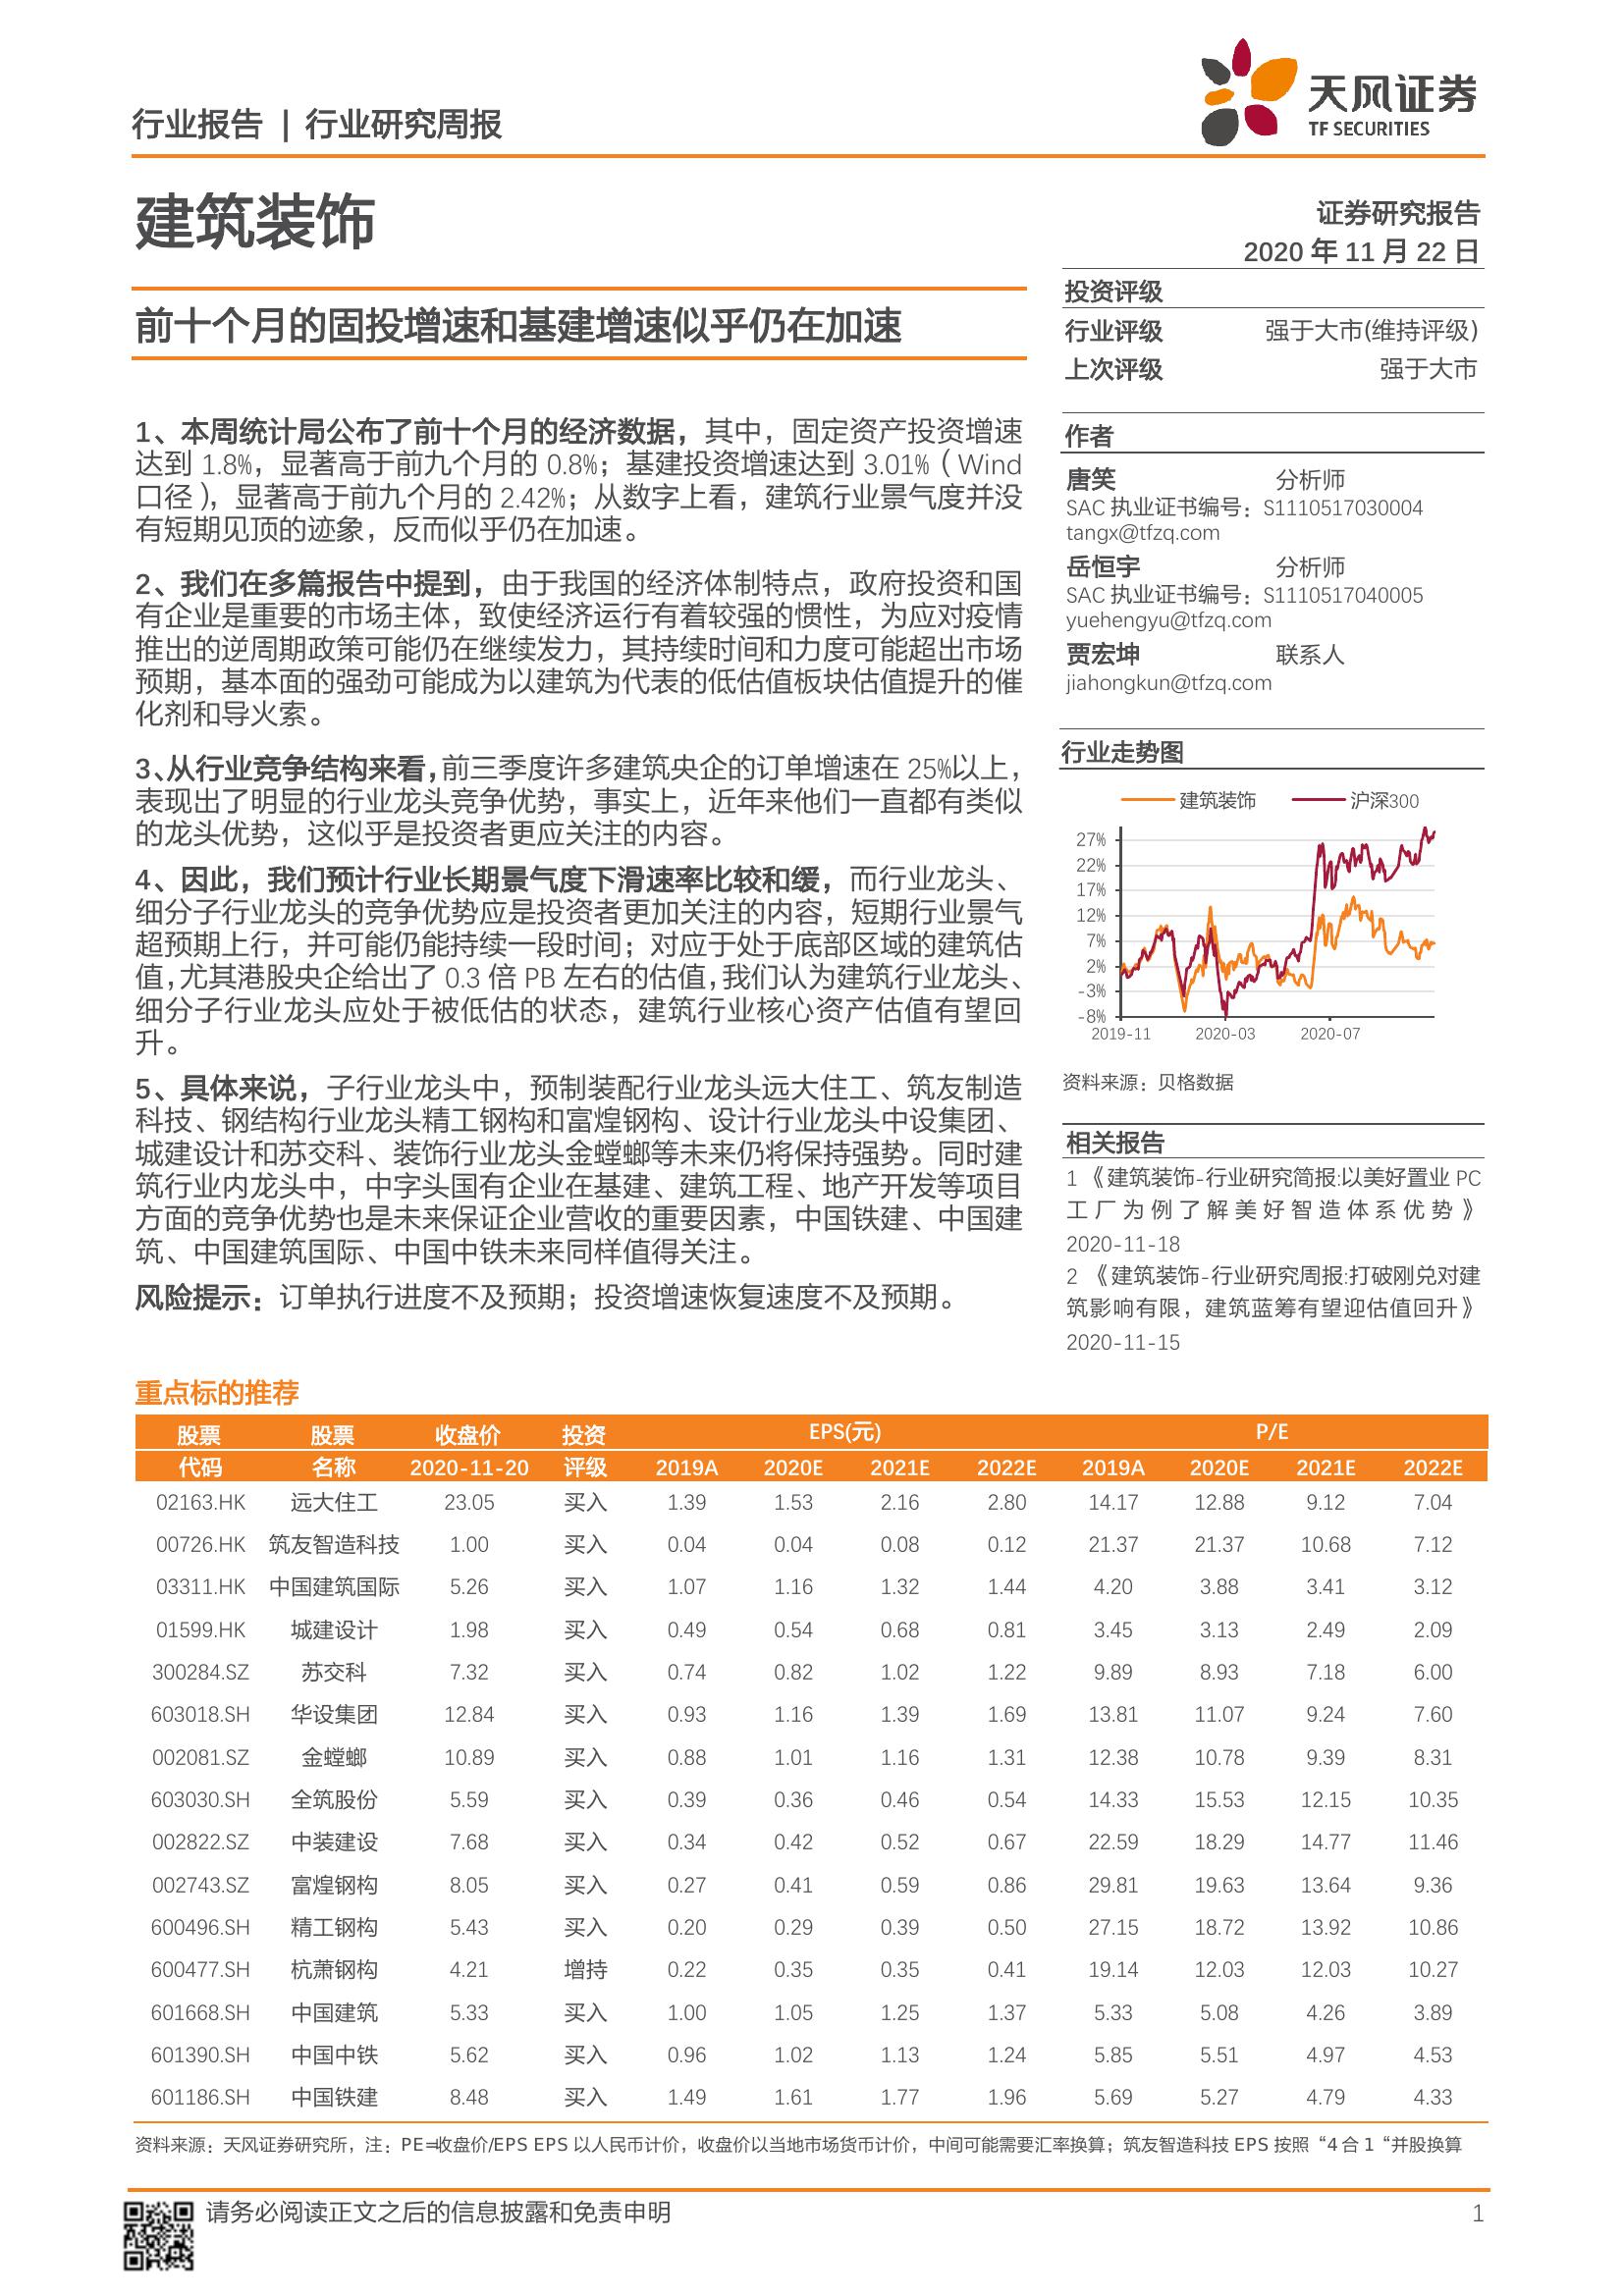 行业报告 | 行业研究周报
天风证券
TF SECURITIES
建筑装饰
证券研究报告
2020 年 11 月 22 日
前十个月的固投增速和基建增速似乎仍在加速
1、本周统计局公布了前十个月的经济数据，其中，固定资产投资增速
达到 1.8%，显著高于前九个月的 0.8%；基建投资增速达到 3.01%（Wind
口径），显著高于前九个月的 2.42%；从数字上看，建筑行业景气度并没
有短期见顶的迹象，反而似乎仍在加速。
2、我们在多篇报告中提到，由于我国的经济体制特点，政府投资和国
有企业是重要的市场主体，致使经济运行有着较强的惯性，为应对疫情
推出的逆周期政策可能仍在继续发力，其持续时间和力度可能超出市场
预期，基本面的强劲可能成为以建筑为代表的低估值板块估值提升的催
化剂和导火索。
3、从行业竞争结构来看，前三季度许多建筑央企的订单增速在 25%以上，
表现出了明显的行业龙头竞争优势，事实上，近年来他们一直都有类似
的龙头优势，这似乎是投资者更应关注的内容。
4、因此，我们预计行业长期景气度下滑速率比较和缓，而行业龙头、
细分子行业龙头的竞争优势应是投资者更加关注的内容，短期行业景气
超预期上行，并可能仍能持续一段时间；对应于处于底部区域的建筑估
值，尤其港股央企给出了 0.3 倍 PB 左右的估值，我们认为建筑行业龙头、
细分子行业龙头应处于被低估的状态，建筑行业核心资产估值有望回
升。
5、具体来说，子行业龙头中，预制装配行业龙头远大住工、筑友制造
科技、钢结构行业龙头精工钢构和富煌钢构、设计行业龙头中设集团、
城建设计和苏交科、装饰行业龙头金螳螂等未来仍将保持强势。同时建
筑行业内龙头中，中字头国有企业在基建、建筑工程、地产开发等项目
方面的竞争优势也是未来保证企业营收的重要因素，中国铁建、中国建
筑、中国建筑国际、中国中铁未来同样值得关注。
风险提示：订单执行进度不及预期；投资增速恢复速度不及预期。
投资评级
行业评级 强于大市(维持评级)
上次评级 强于大市
作者
唐笑 分析师
SAC 执业证书编号：S1110517030004
tangx@tfzq.com
岳恒宇 分析师
SAC 执业证书编号：S1110517040005
yuehengyu@tfzq.com
贾宏坤 联系人
jiahongkun@tfzq.com
行业走势图
建筑装饰 沪深300
27%
22%
17%
12%
7%
2%
-3%
-8%
2019-11 2020-03 2020-07
资料来源：贝格数据
相关报告
1 《建筑装饰-行业研究简报:以美好置业 PC
工厂为例了解美好智造体系优势》
2020-11-18
2 《建筑装饰-行业研究周报:打破刚兑对建
筑影响有限，建筑蓝筹有望迎估值回升》
2020-11-15
重点标的推荐
股票 股票 收盘价 投资 EPS(元) P/E
代码 名称 2020-11-20 评级 2019A 2020E 2021E 2022E 2019A 2020E 2021E 2022E
02163.HK 远大住工 23.05 买入 1.39 1.53 2.16 2.80 14.17 12.88 9.12 7.04
00726.HK 筑友智造科技 1.00 买入 0.04 0.04 0.08 0.12 21.37 21.37 10.68 7.12
03311.HK 中国建筑国际 5.26 买入 1.07 1.16 1.32 1.44 4.20 3.88 3.41 3.12
01599.HK 城建设计 1.98 买入 0.49 0.54 0.68 0.81 3.45 3.13 2.49 2.09
300284.SZ 苏交科 7.32 买入 0.74 0.82 1.02 1.22 9.89 8.93 7.18 6.00
603018.SH 华设集团 12.84 买入 0.93 1.16 1.39 1.69 13.81 11.07 9.24 7.60
002081.SZ 金螳螂 10.89 买入 0.88 1.01 1.16 1.31 12.38 10.78 9.39 8.31
603030.SH 全筑股份 5.59 买入 0.39 0.36 0.46 0.54 14.33 15.53 12.15 10.35
002822.SZ 中装建设 7.68 买入 0.34 0.42 0.52 0.67 22.59 18.29 14.77 11.46
002743.SZ 富煌钢构 8.05 买入 0.27 0.41 0.59 0.86 29.81 19.63 13.64 9.36
600496.SH 精工钢构 5.43 买入 0.20 0.29 0.39 0.50 27.15 18.72 13.92 10.86
600477.SH 杭萧钢构 4.21 增持 0.22 0.35 0.35 0.41 19.14 12.03 12.03 10.27
601668.SH 中国建筑 5.33 买入 1.00 1.05 1.25 1.37 5.33 5.08 4.26 3.89
601390.SH 中国中铁 5.62 买入 0.96 1.02 1.13 1.24 5.85 5.51 4.97 4.53
601186.SH 中国铁建 8.48 买入 1.49 1.61 1.77 1.96 5.69 5.27 4.79 4.33
资料来源：天风证券研究所，注：PE=收盘价/EPS EPS 以人民币计价，收盘价以当地市场货币计价，中间可能需要汇率换算；筑友智造科技 EPS 按照“4 合 1“并股换算
请务必阅读正文之后的信息披露和免责申明 1